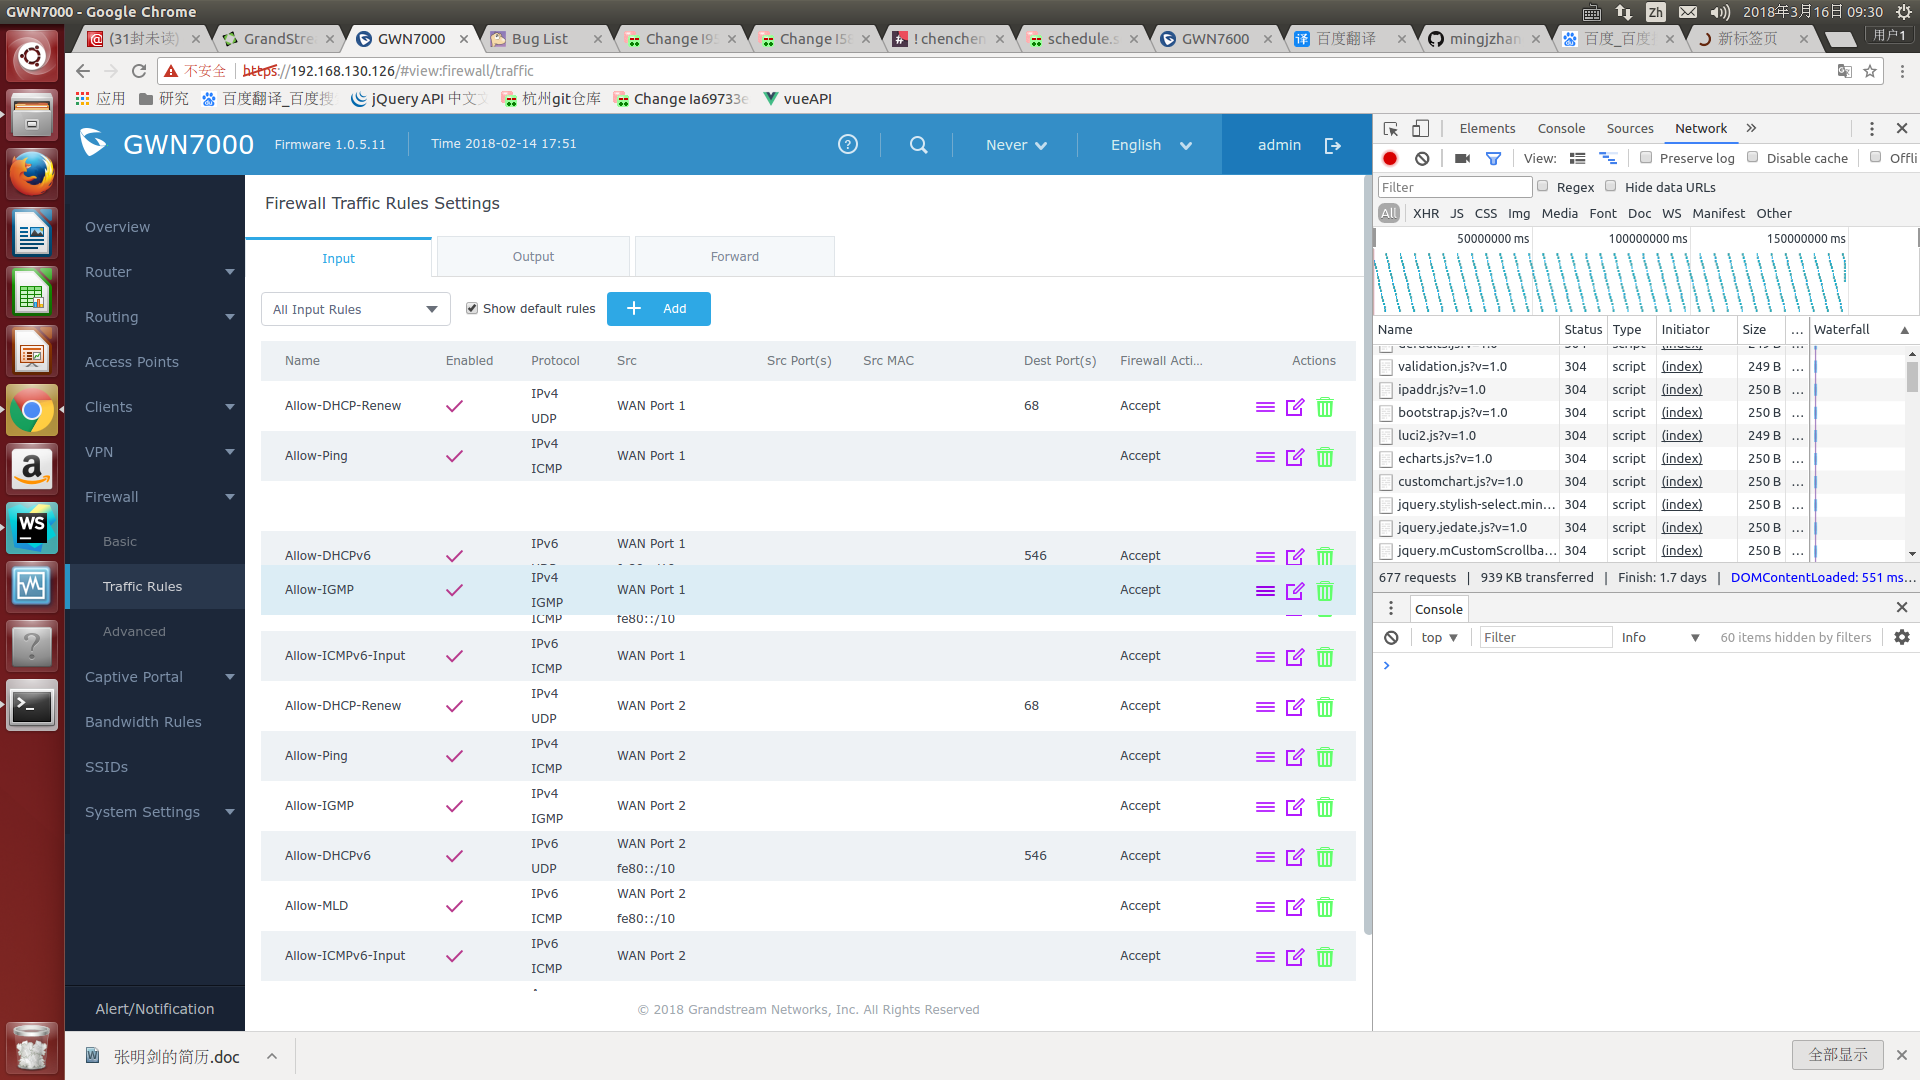 GWN7000 - Google Chrome
Zh
2018年3月16日 09:30
(31封未读)
GrandStre
GWN7000
Bug List
Change I95
Change I58
! chenchen
schedule.s
GWN7600
百度翻译
mingjzhan
百度_百度
新标签页
用户1
不安全
https://192.168.130.126/#view:firewall/traffic
应用
研究
百度翻译_百度搜
jQuery API 中文文
杭州git仓库
Change Ia69733e
vueAPI
GWN7000
Firmware 1.0.5.11
Time 2018-02-14 17:51
Never
English
admin
Overview
Router
Routing
Access Points
Clients
VPN
Firewall
Basic
Traffic Rules
Advanced
Captive Portal
Bandwidth Rules
SSIDs
System Settings
Alert/Notification
Firewall Traffic Rules Settings
Input Output Forward
All Input Rules
Show default rules
Add
Name Enabled Protocol Src Src Port(s) Src MAC Dest Port(s) Firewall Acti... Actions
Allow-DHCP-Renew IPv4 UDP WAN Port 1 68 Accept
Allow-Ping IPv4 ICMP WAN Port 1 Accept
Allow-DHCPv6 IPv6 WAN Port 1 546 Accept
Allow-IGMP IPv4 IGMP WAN Port 1 Accept
ICMP fe80::/10
Allow-ICMPv6-Input IPv6 ICMP WAN Port 1 Accept
Allow-DHCP-Renew IPv4 UDP WAN Port 2 68 Accept
Allow-Ping IPv4 ICMP WAN Port 2 Accept
Allow-IGMP IPv4 IGMP WAN Port 2 Accept
Allow-DHCPv6 IPv6 UDP WAN Port 2 fe80::/10 546 Accept
Allow-MLD IPv6 ICMP WAN Port 2 fe80::/10 Accept
Allow-ICMPv6-Input IPv6 ICMP WAN Port 2 Accept
© 2018 Grandstream Networks, Inc. All Rights Reserved
Elements Console Sources Network
View: Preserve log Disable cache Offli
Filter Regex Hide data URLs
All XHR JS CSS Img Media Font Doc WS Manifest Other
50000000 ms 100000000 ms 150000000 ms
Name Status Type Initiator Size ... Waterfall
validation.js?v=1.0 304 script (index) 249 B ...
ipaddr.js?v=1.0 304 script (index) 250 B ...
bootstrap.js?v=1.0 304 script (index) 250 B ...
luci2.js?v=1.0 304 script (index) 249 B ...
echarts.js?v=1.0 304 script (index) 250 B ...
customchart.js?v=1.0 304 script (index) 250 B ...
jquery.stylish-select.min... 304 script (index) 250 B ...
jquery.jedate.js?v=1.0 304 script (index) 250 B ...
jquery.mCustomScrollba... 304 script (index) 250 B ...
677 requests | 939 KB transferred | Finish: 1.7 days | DOMContentLoaded: 551 ms...
Console
top Filter Info 60 items hidden by filters
张明剑的简历.doc
全部显示